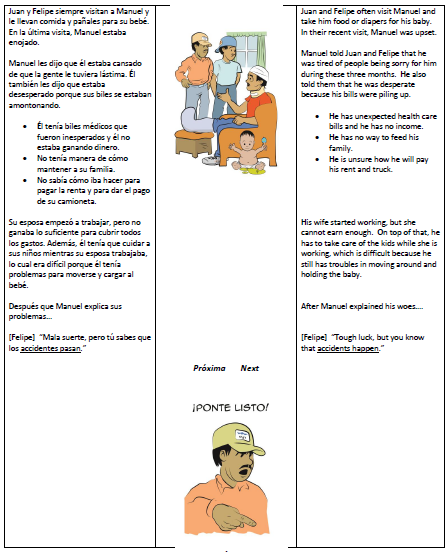 Juan y Felipe siempre visitan a Manuel y
le llevan comida y pañales para su bebé.
En la última visita, Manuel estaba
enojado.
Manuel les dijo que él estaba cansado
de que la gente le tuviera lástima. Él
también les dijo que estaba
desesperado porque sus biles se estaban
amontonando.
• Él tenía biles médicos que
fueron inesperados y él no
estaba ganando dinero.
• No tenía manera de cómo
mantener a su familia.
• No sabía cómo iba hacer para
pagar la renta y para dar el pago
de su camioneta.
Su esposa empezó a trabajar, pero no
ganaba lo suficiente para cubrir todos
los gastos. Además, él tenía que cuidar a
sus niños mientras su esposa trabajaba,
lo cual era difícil porque él tenía
problemas para moverse y cargar al
bebé.
Después que Manuel explica sus
problemas...
[Felipe] “Mala suerte, pero tú sabes que
los accidentes pasan.”
Próxima Next
¡PONTE LISTO!
Juan and Felipe often visit Manuel and
take him food or diapers for his baby.
In their recent visit, Manuel was upset.
Manuel told Juan and Felipe that he
was tired of people being sorry for him
during these three months. He also
told them that he was desperate
because his bills were piling up.
• He has unexpected health care
bills and he has no income.
• He has no way to feed his
family.
• He is unsure how he will pay
his rent and truck.
His wife started working, but she
cannot earn enough. On top of that, he
has to take care of the kids while she is
working, which is difficult because he
still has troubles in moving around and
holding the baby.
After Manuel explained his woes....
[Felipe] “Tough luck, but you know
that accidents happen.”